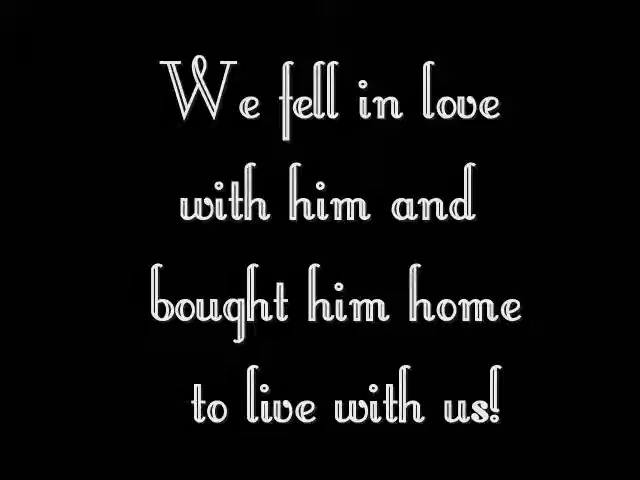 We fell in love
with him and
bought him home
to live with us!